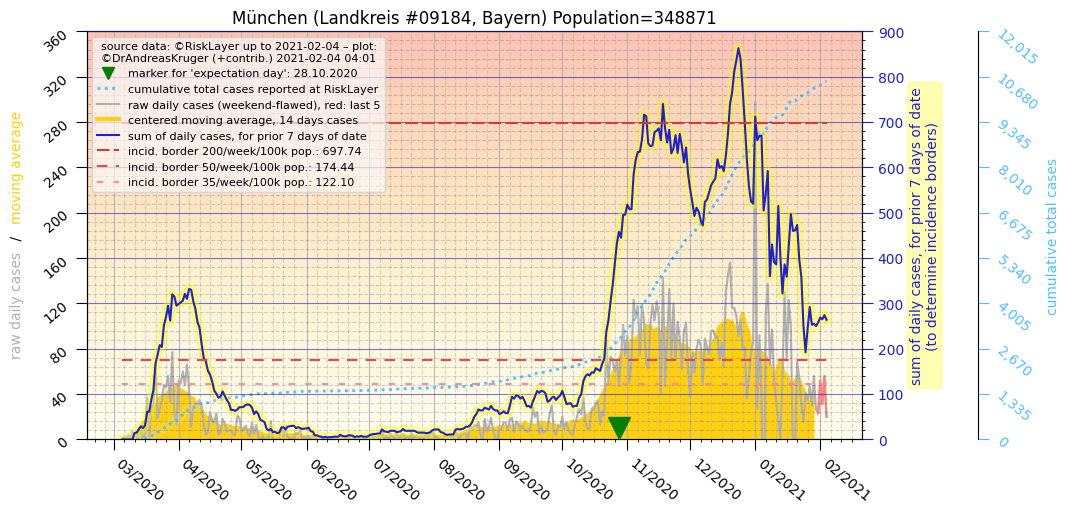 München (Landkreis #09184, Bayern) Population=348871
source data: ©RiskLayer up to 2021-02-04 – plot:
©DrAndreasKruger (+contrib.) 2021-02-04 04:01
marker for 'expectation day': 28.10.2020
cumulative total cases reported at RiskLayer
raw daily cases (weekend-flawed), red: last 5
centered moving average, 14 days cases
sum of daily cases, for prior 7 days of date
incid. border 200/week/100k pop.: 697.74
incid. border 50/week/100k pop.: 174.44
incid. border 35/week/100k pop.: 122.10
raw daily cases / moving average
360
320
280
240
200
160
120
80
40
0
03/2020
04/2020
05/2020
06/2020
07/2020
08/2020
09/2020
10/2020
11/2020
12/2020
01/2021
02/2021
900
800
700
600
500
400
300
200
100
0
sum of daily cases, for prior 7 days of date
(to determine incidence borders)
12,015
10,680
9,345
8,010
6,675
5,340
4,005
2,670
1,335
0
cumulative total cases